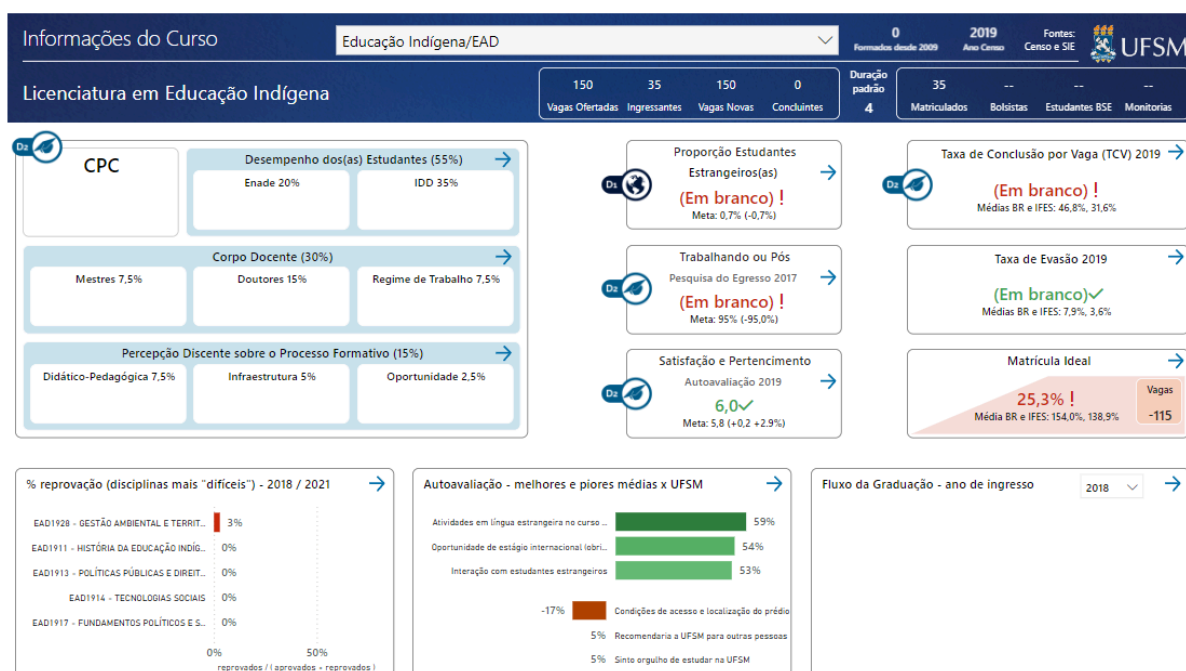 Informações do Curso
Educação Indígena/EAD
0
Formados desde 2009
2019
Ano Censo
Fontes:
Censo e SIE
UFSM
Licenciatura em Educação Indígena
150
Vagas Ofertadas
35
Ingressantes
150
Vagas Novas
0
Concluintes
Duração
padrão
4
35
Matriculados
--
Bolsistas
--
Estudantes BSE
--
Monitorias
D2
CPC
Desempenho dos(as) Estudantes (55%)
Enade 20%
IDD 35%
Corpo Docente (30%)
Mestres 7,5%
Doutores 15%
Regime de Trabalho 7,5%
Percepção Discente sobre o Processo Formativo (15%)
Didático-Pedagógica 7,5%
Infraestrutura 5%
Oportunidade 2,5%
D1
Proporção Estudantes
Estrangeiros(as)
(Em branco) !
Meta: 0,7% (-0,7%)
D2
Trabalhando ou Pós
Pesquisa do Egresso 2017
(Em branco) !
Meta: 95% (-95,0%)
D2
Satisfação e Pertencimento
Autoavaliação 2019
6,0✓
Meta: 5,8 (+0,2 +2.9%)
D2
Taxa de Conclusão por Vaga (TCV) 2019
(Em branco) !
Médias BR e IFES: 46,8%, 31,6%
Taxa de Evasão 2019
(Em branco)✓
Médias BR e IFES: 7,9%, 3,6%
Matrícula Ideal
25,3% !
Média BR e IFES: 154,0%, 138,9%
Vagas
-115
% reprovação (disciplinas mais "difíceis") - 2018 / 2021
EAD1928 - GESTÃO AMBIENTAL E TERRIT... 3%
EAD1911 - HISTÓRIA DA EDUCAÇÃO INDÍG... 0%
EAD1913 - POLÍTICAS PÚBLICAS E DIREIT... 0%
EAD1914 - TECNOLOGIAS SOCIAIS 0%
EAD1917 - FUNDAMENTOS POLÍTICOS E S... 0%
0% 50%
reprovados / ( aprovados + reprovados )
Autoavaliação - melhores e piores médias x UFSM
Atividades em língua estrangeira no curso ... 59%
Oportunidade de estágio internacional (obri... 54%
Interação com estudantes estrangeiros 53%
-17% Condições de acesso e localização do prédio
5% Recomendaria a UFSM para outras pessoas
5% Sinto orgulho de estudar na UFSM
Fluxo da Graduação - ano de ingresso
2018